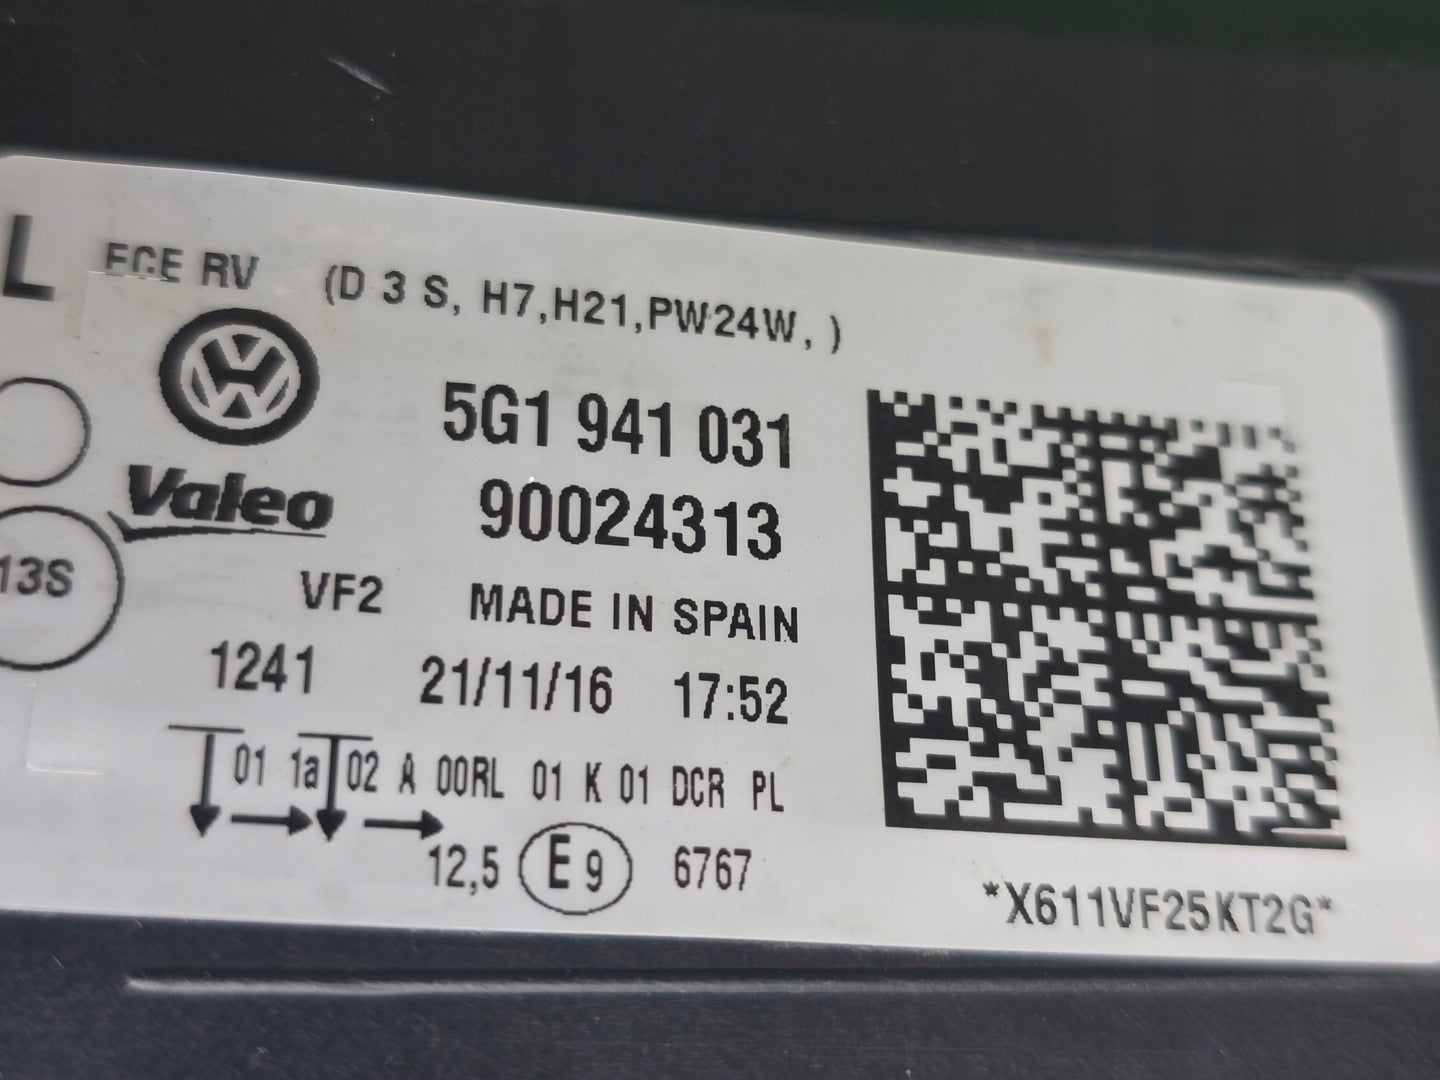 L ECE RV (D 3 S, H7,H21,PW24W, )
5G1 941 031
Valeo
90024313
13S
VF2 MADE IN SPAIN
1241 21/11/16 17:52
01 1a 02 A 00RL 01 K 01 DCR PL
12,5 E 9 6767
*X611VF25KT2G*